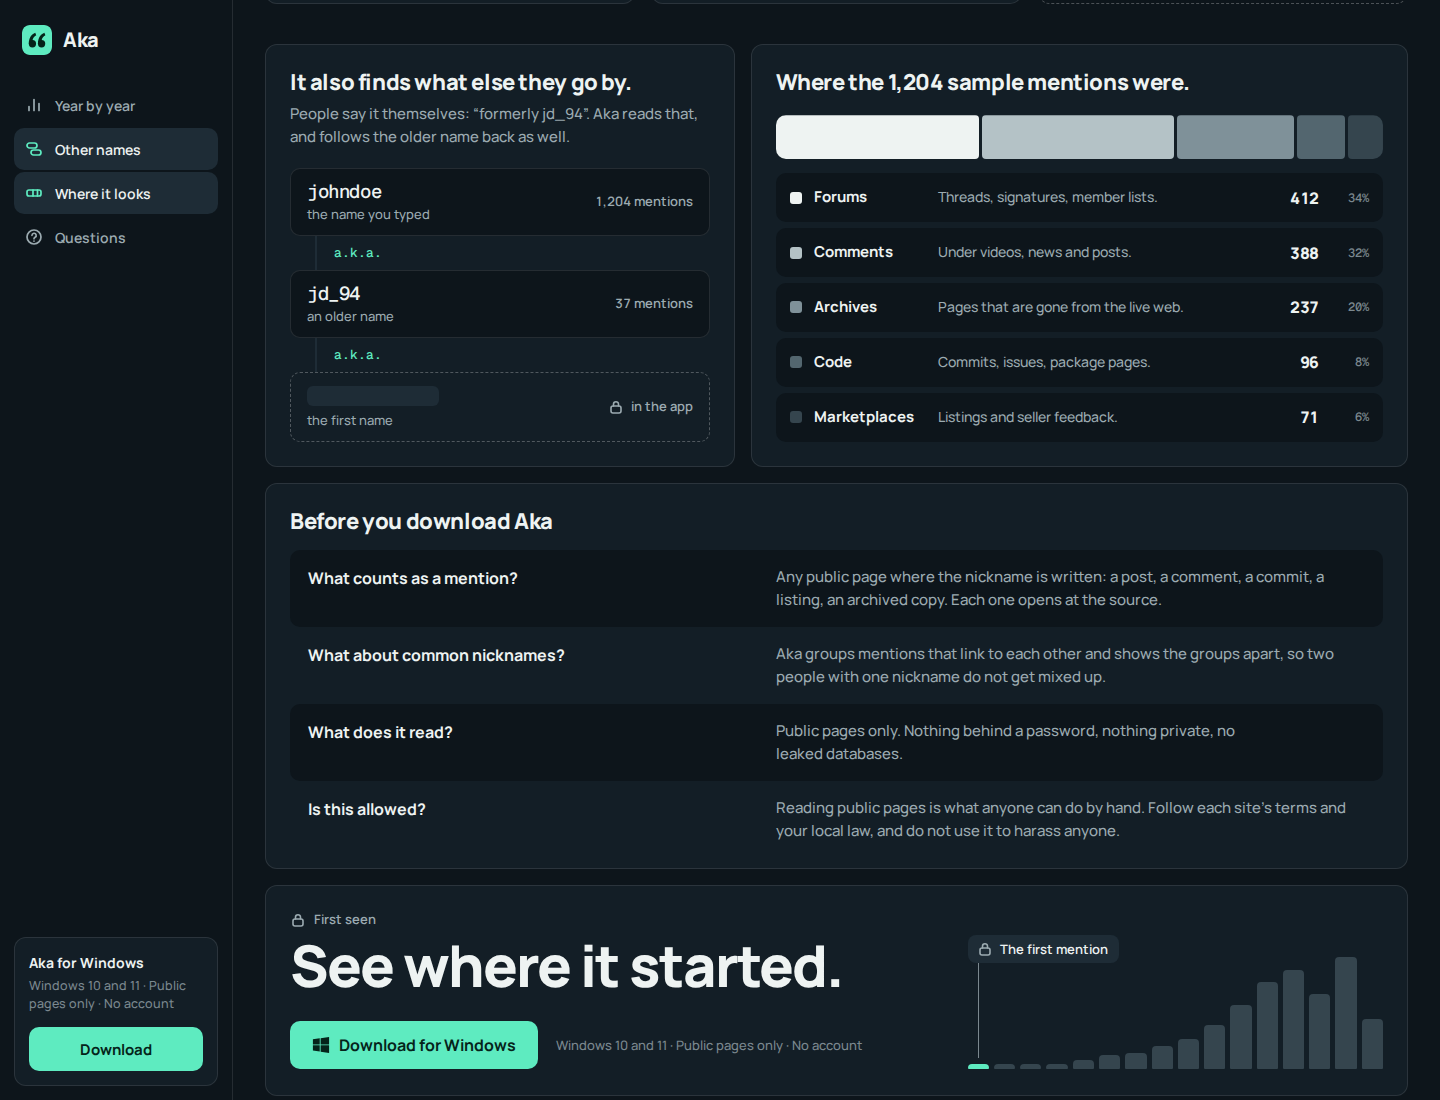 Aka
Year by year
Other names
Where it looks
Questions
Aka for Windows
Windows 10 and 11 · Public
pages only · No account
Download
It also finds what else they go by.
People say it themselves: “formerly jd_94”. Aka reads that,
and follows the older name back as well.
johndoe
the name you typed
1,204 mentions
a.k.a.
jd_94
an older name
37 mentions
a.k.a.
the first name
in the app
Where the 1,204 sample mentions were.
Forums Threads, signatures, member lists. 412 34%
Comments Under videos, news and posts. 388 32%
Archives Pages that are gone from the live web. 237 20%
Code Commits, issues, package pages. 96 8%
Marketplaces Listings and seller feedback. 71 6%
Before you download Aka
What counts as a mention?
Any public page where the nickname is written: a post, a comment, a commit, a
listing, an archived copy. Each one opens at the source.
What about common nicknames?
Aka groups mentions that link to each other and shows the groups apart, so two
people with one nickname do not get mixed up.
What does it read?
Public pages only. Nothing behind a password, nothing private, no
leaked databases.
Is this allowed?
Reading public pages is what anyone can do by hand. Follow each site’s terms and
your local law, and do not use it to harass anyone.
First seen
See where it started.
Download for Windows
Windows 10 and 11 · Public pages only · No account
The first mention